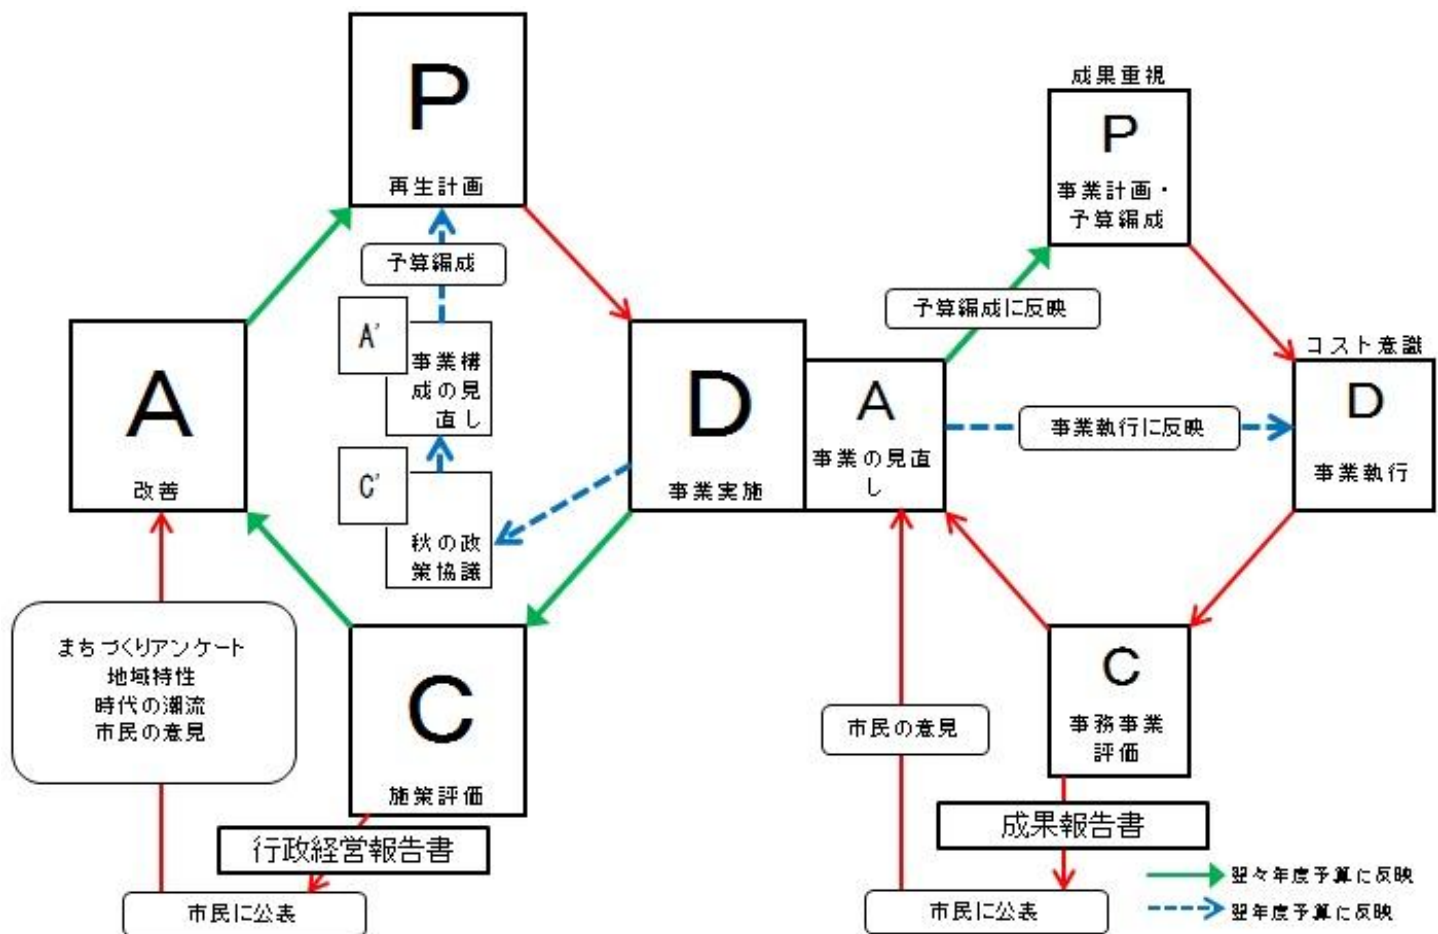 P
再生計画
予算編成
A'
事業構
成の見
直し
C'
秋の政
策協議
A
改善
D
事業実施
C
施策評価
まちづくりアンケート
地域特性
時代の潮流
市民の意見
行政経営報告書
市民に公表
成果重視
P
事業計画・
予算編成
予算編成に反映
A
事業の見直
し
事業執行に反映
コスト意識
D
事業執行
C
事務事業
評価
市民の意見
成果報告書
市民に公表
翌々年度予算に反映
翌年度予算に反映